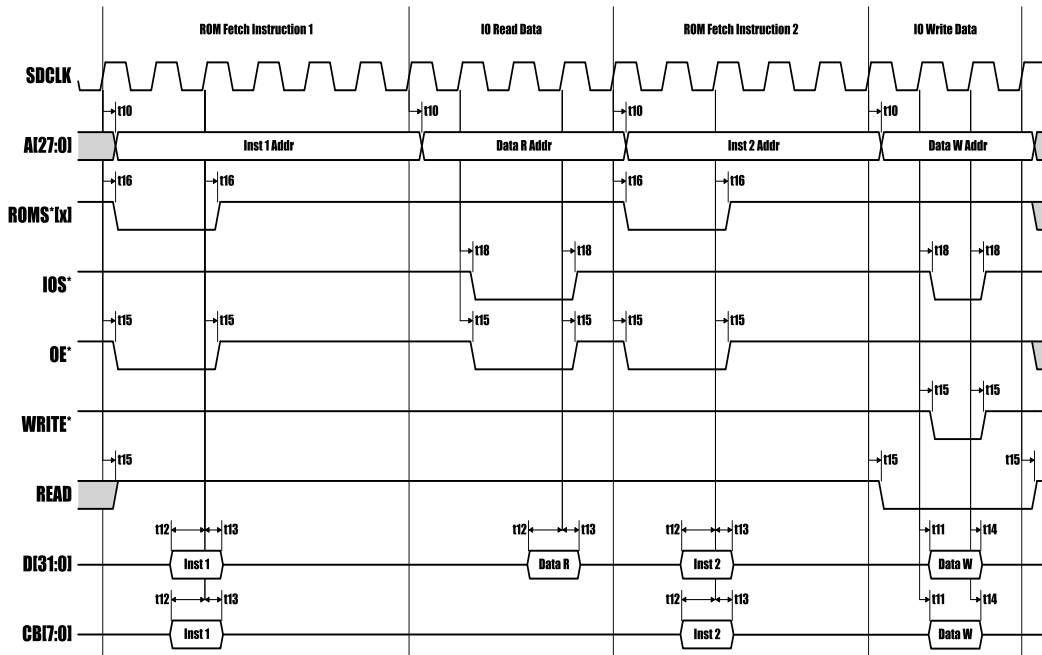 ROM Fetch Instruction 1 IO Read Data ROM Fetch Instruction 2 IO Write Data
SDCLK
t10 t10 t10 t10
A[27:0] Inst 1 Addr Data R Addr Inst 2 Addr Data W Addr
t16 t16 t16 t16
ROMS*[x]
t18 t18 t18 t18
IOS*
t15 t15 t15 t15 t15 t15
OE*
t15 t15
WRITE*
t15 t15 t15
READ
t12 t13 t12 t13 t12 t13 t11 t14
D[31:0] Inst 1 Data R Inst 2 Data W
t12 t13 t12 t13 t11 t14
CB[7:0] Inst 1 Inst 2 Data W